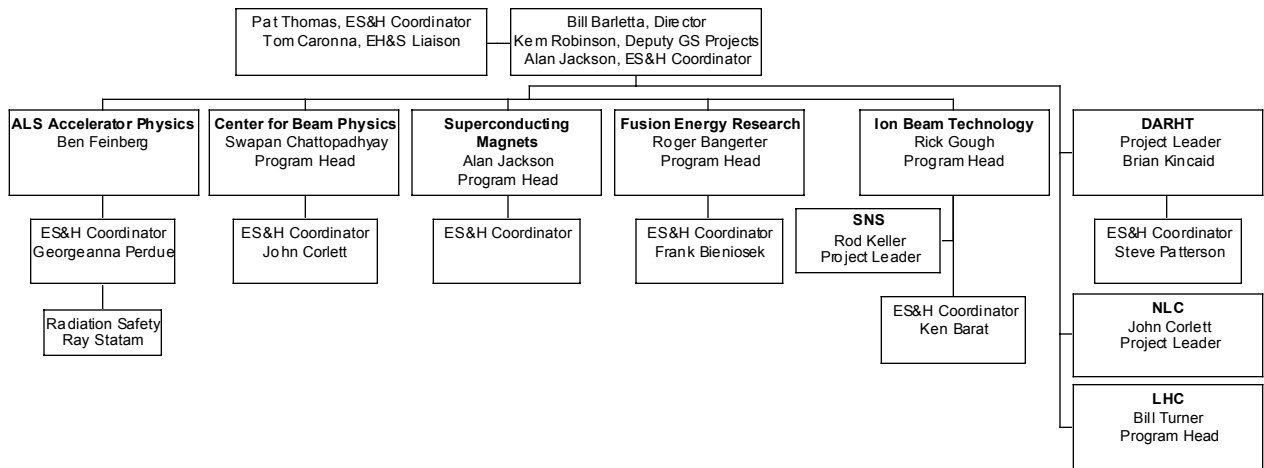 Pat Thomas, ES&H Coordinator
Tom Caronna, EH&S Liaison
Bill Barletta, Director
Kem Robinson, Deputy GS Projects
Alan Jackson, ES&H Coordinator
ALS Accelerator Physics
Ben Feinberg
Center for Beam Physics
Swapan Chattopadhyay
Program Head
Superconducting
Magnets
Alan Jackson
Program Head
Fusion Energy Research
Roger Bangerter
Program Head
Ion Beam Technology
Rick Gough
Program Head
DARHT
Project Leader
Brian Kincaid
ES&H Coordinator
Georgeanna Perdue
ES&H Coordinator
John Corlett
ES&H Coordinator
ES&H Coordinator
Frank Bieniosek
SNS
Rod Keller
Project Leader
ES&H Coordinator
Steve Patterson
Radiation Safety
Ray Statam
ES&H Coordinator
Ken Barat
NLC
John Corlett
Project Leader
LHC
Bill Turner
Program Head